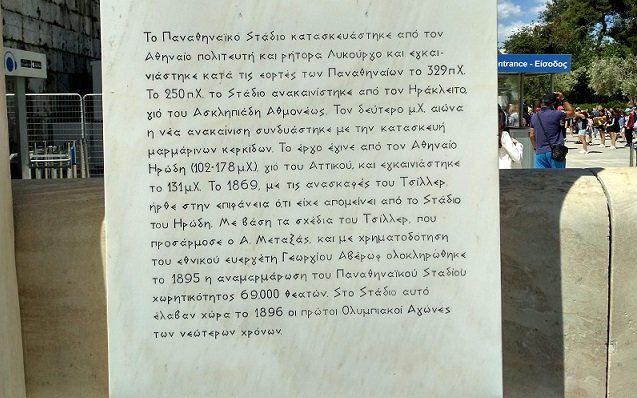 Το Παναθηναϊκό Στάδιο κατασκευάστηκε από τον
Αθηναίο πολιτευτή και ρήτορα Λυκούργο και εγκαι-
νιάστηκε κατά τις εορτές των Παναθηναίων το 329π.Χ.
Το 250π.Χ. το Στάδιο ανακαινίστηκε από τον Ηράκλειτο,
γιό του Ασκληπιάδη Αθμονέως. Τον δεύτερο μ.Χ. αιώνα
η νέα ανακαίνιση συνδυάστηκε με την κατασκευή
μαρμάρινων κερκίδων. Το έργο έγινε από τον Αθηναίο
Ηρώδη (102-178μ.Χ.), γιό του Αττικού, και εγκαινιάστηκε
το 131μ.Χ. Το 1869, με τις ανασκαφές του Τσίλλερ,
ήρθε στην επιφάνεια ό,τι είχε απομείνει από το Στάδιο
του Ηρώδη. Με βάση τα σχέδια του Τσίλλερ, που
προσάρμοσε ο Α. Μεταξάς, και με χρηματοδότηση
του εθνικού ευεργέτη Γεωργίου Αβέρωφ ολοκληρώθηκε
το 1895 η αναμαρμάρωση του Παναθηναϊκού Σταδίου
χωρητικότητος 69.000 θεατών. Στο Στάδιο αυτό
έλαβαν χώρα το 1896 οι πρώτοι Ολυμπιακοί Αγώνες
των νεώτερων χρόνων.
ntrance - Είσοδος